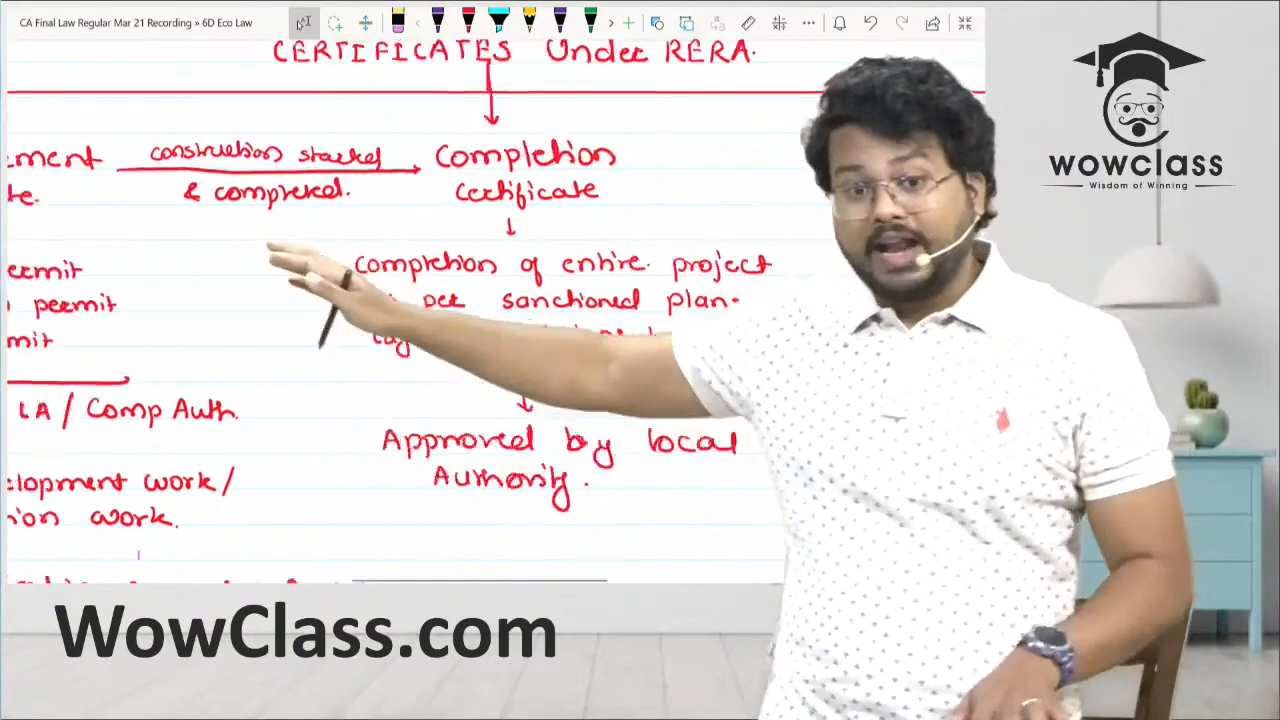 CA Final Law Regular Mar 21 Recording » 6D Eco Law
CERTIFICATES Under RERA.
ement construction started Completion
te. & completed. Certificate
completion of entire project
ermit
per sanctioned plan.
permit
mit
LA / Comp Auth.
Approved by local
Authority.
lopment work /
ion work.
wowclass
Wisdom of Winning
WowClass.com